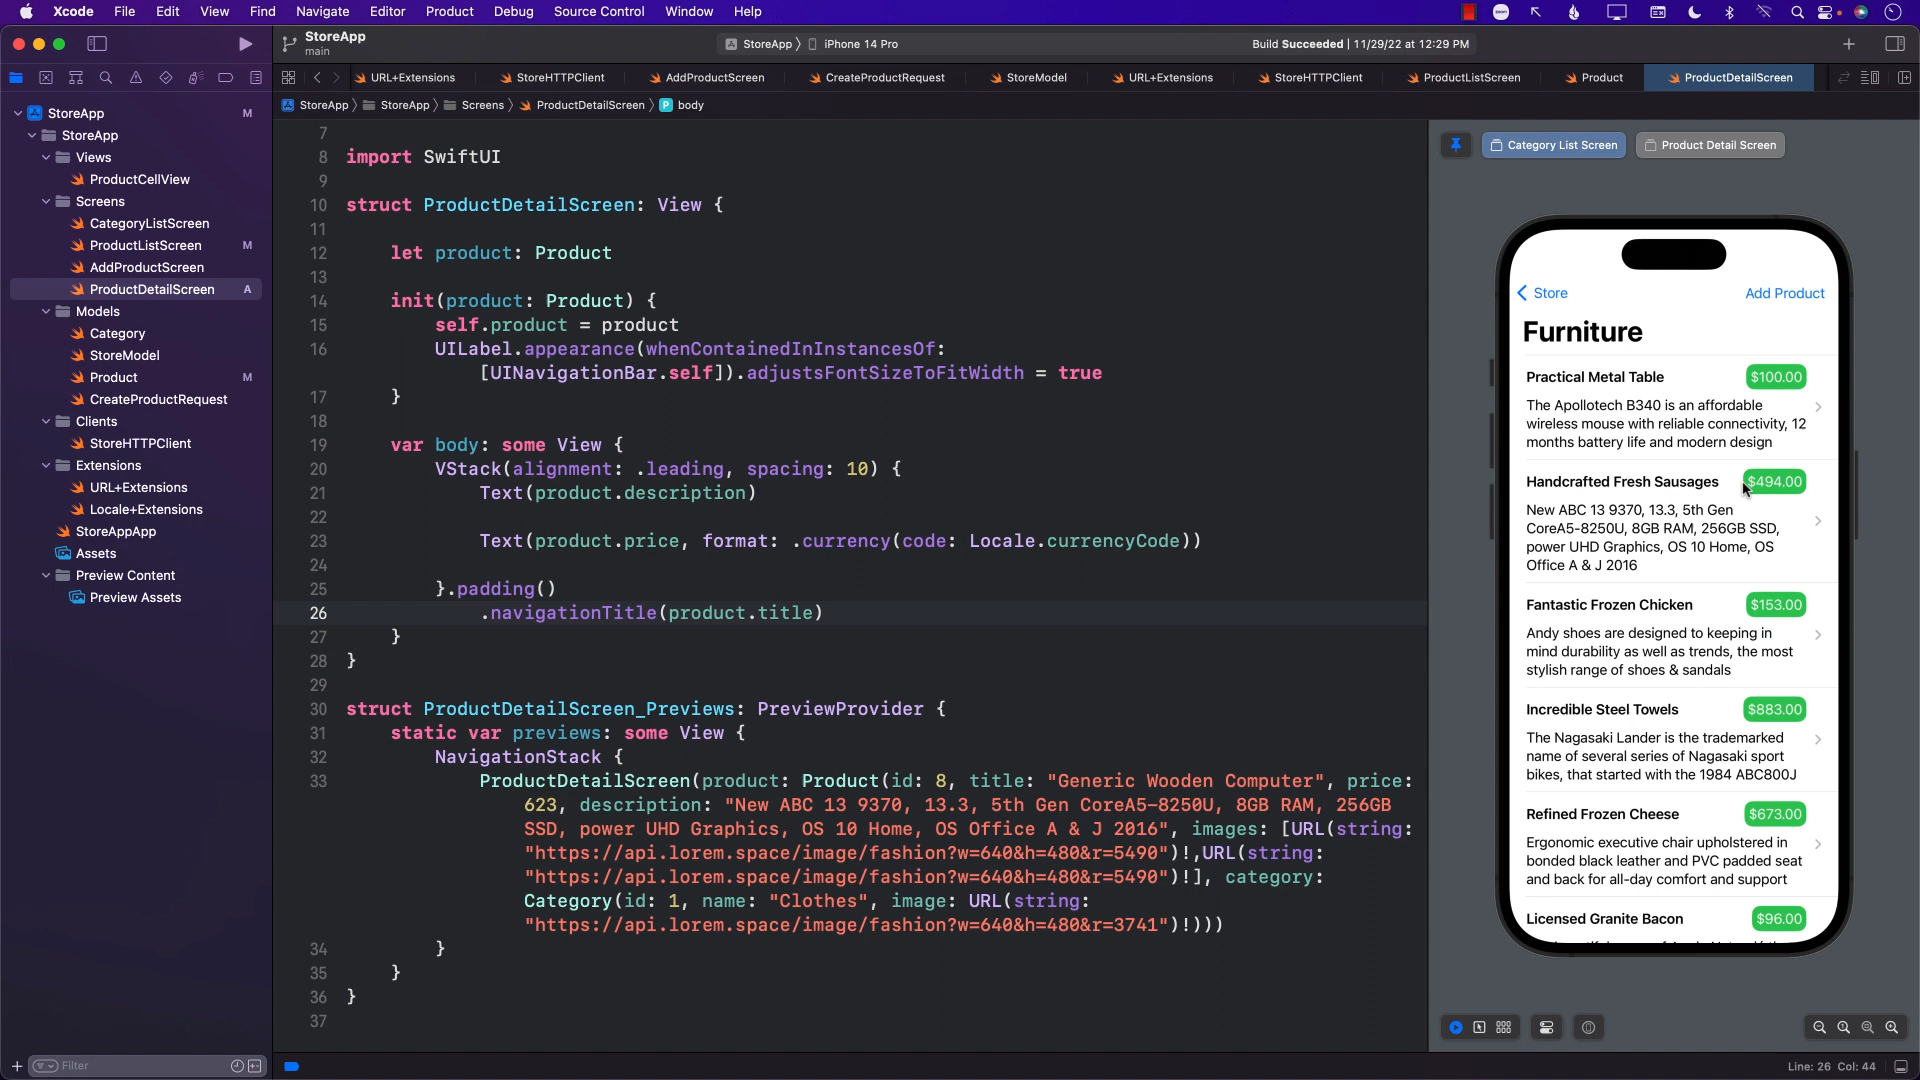 Xcode File Edit View Find Navigate Editor Product Debug Source Control Window Help
StoreApp
main
StoreApp iPhone 14 Pro
Build Succeeded | 11/29/22 at 12:29 PM
URL+Extensions StoreHTTPClient AddProductScreen CreateProductRequest StoreModel URL+Extensions StoreHTTPClient ProductListScreen Product ProductDetailScreen
StoreApp StoreApp Screens ProductDetailScreen P body
StoreApp M
StoreApp
Views
ProductCellView
Screens
CategoryListScreen
ProductListScreen M
AddProductScreen
ProductDetailScreen A
Models
Category
StoreModel
Product M
CreateProductRequest
Clients
StoreHTTPClient
Extensions
URL+Extensions
Locale+Extensions
StoreAppApp
Assets
Preview Content
Preview Assets
Filter
7
8 import SwiftUI
9
10 struct ProductDetailScreen: View {
11
12 let product: Product
13
14 init(product: Product) {
15 self.product = product
16 UILabel.appearance(whenContainedInInstancesOf:
[UINavigationBar.self]).adjustsFontSizeToFitWidth = true
17 }
18
19 var body: some View {
20 VStack(alignment: .leading, spacing: 10) {
21 Text(product.description)
22
23 Text(product.price, format: .currency(code: Locale.currencyCode))
24
25 }.padding()
26 .navigationTitle(product.title)
27 }
28 }
29
30 struct ProductDetailScreen_Previews: PreviewProvider {
31 static var previews: some View {
32 NavigationStack {
33 ProductDetailScreen(product: Product(id: 8, title: "Generic Wooden Computer", price:
623, description: "New ABC 13 9370, 13.3, 5th Gen CoreA5-8250U, 8GB RAM, 256GB
SSD, power UHD Graphics, OS 10 Home, OS Office A & J 2016", images: [URL(string:
"https://api.lorem.space/image/fashion?w=640&h=480&r=5490")!,URL(string:
"https://api.lorem.space/image/fashion?w=640&h=480&r=5490")!], category:
Category(id: 1, name: "Clothes", image: URL(string:
"https://api.lorem.space/image/fashion?w=640&h=480&r=3741")!)))
34 }
35 }
36 }
37
Category List Screen Product Detail Screen
Store Add Product
Furniture
Practical Metal Table $100.00
The Apollotech B340 is an affordable
wireless mouse with reliable connectivity, 12
months battery life and modern design
Handcrafted Fresh Sausages $494.00
New ABC 13 9370, 13.3, 5th Gen
CoreA5-8250U, 8GB RAM, 256GB SSD,
power UHD Graphics, OS 10 Home, OS
Office A & J 2016
Fantastic Frozen Chicken $153.00
Andy shoes are designed to keeping in
mind durability as well as trends, the most
stylish range of shoes & sandals
Incredible Steel Towels $883.00
The Nagasaki Lander is the trademarked
name of several series of Nagasaki sport
bikes, that started with the 1984 ABC800J
Refined Frozen Cheese $673.00
Ergonomic executive chair upholstered in
bonded black leather and PVC padded seat
and back for all-day comfort and support
Licensed Granite Bacon $96.00
Line: 26 Col: 44